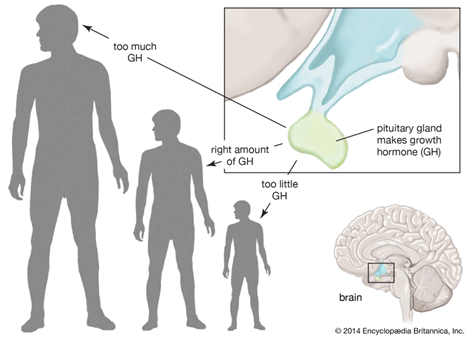 too much
GH
right amount
of GH
too little
GH
pituitary gland
makes growth
hormone (GH)
brain
© 2014 Encyclopædia Britannica, Inc.